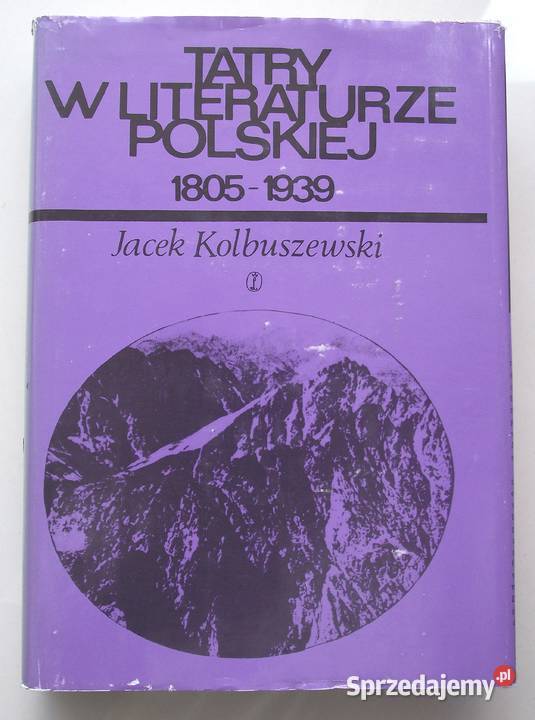 TATRY
W LITERATURZE
POLSKIEJ
1805-1939
Jacek Kolbuszewski
Sprzedajemy.pl